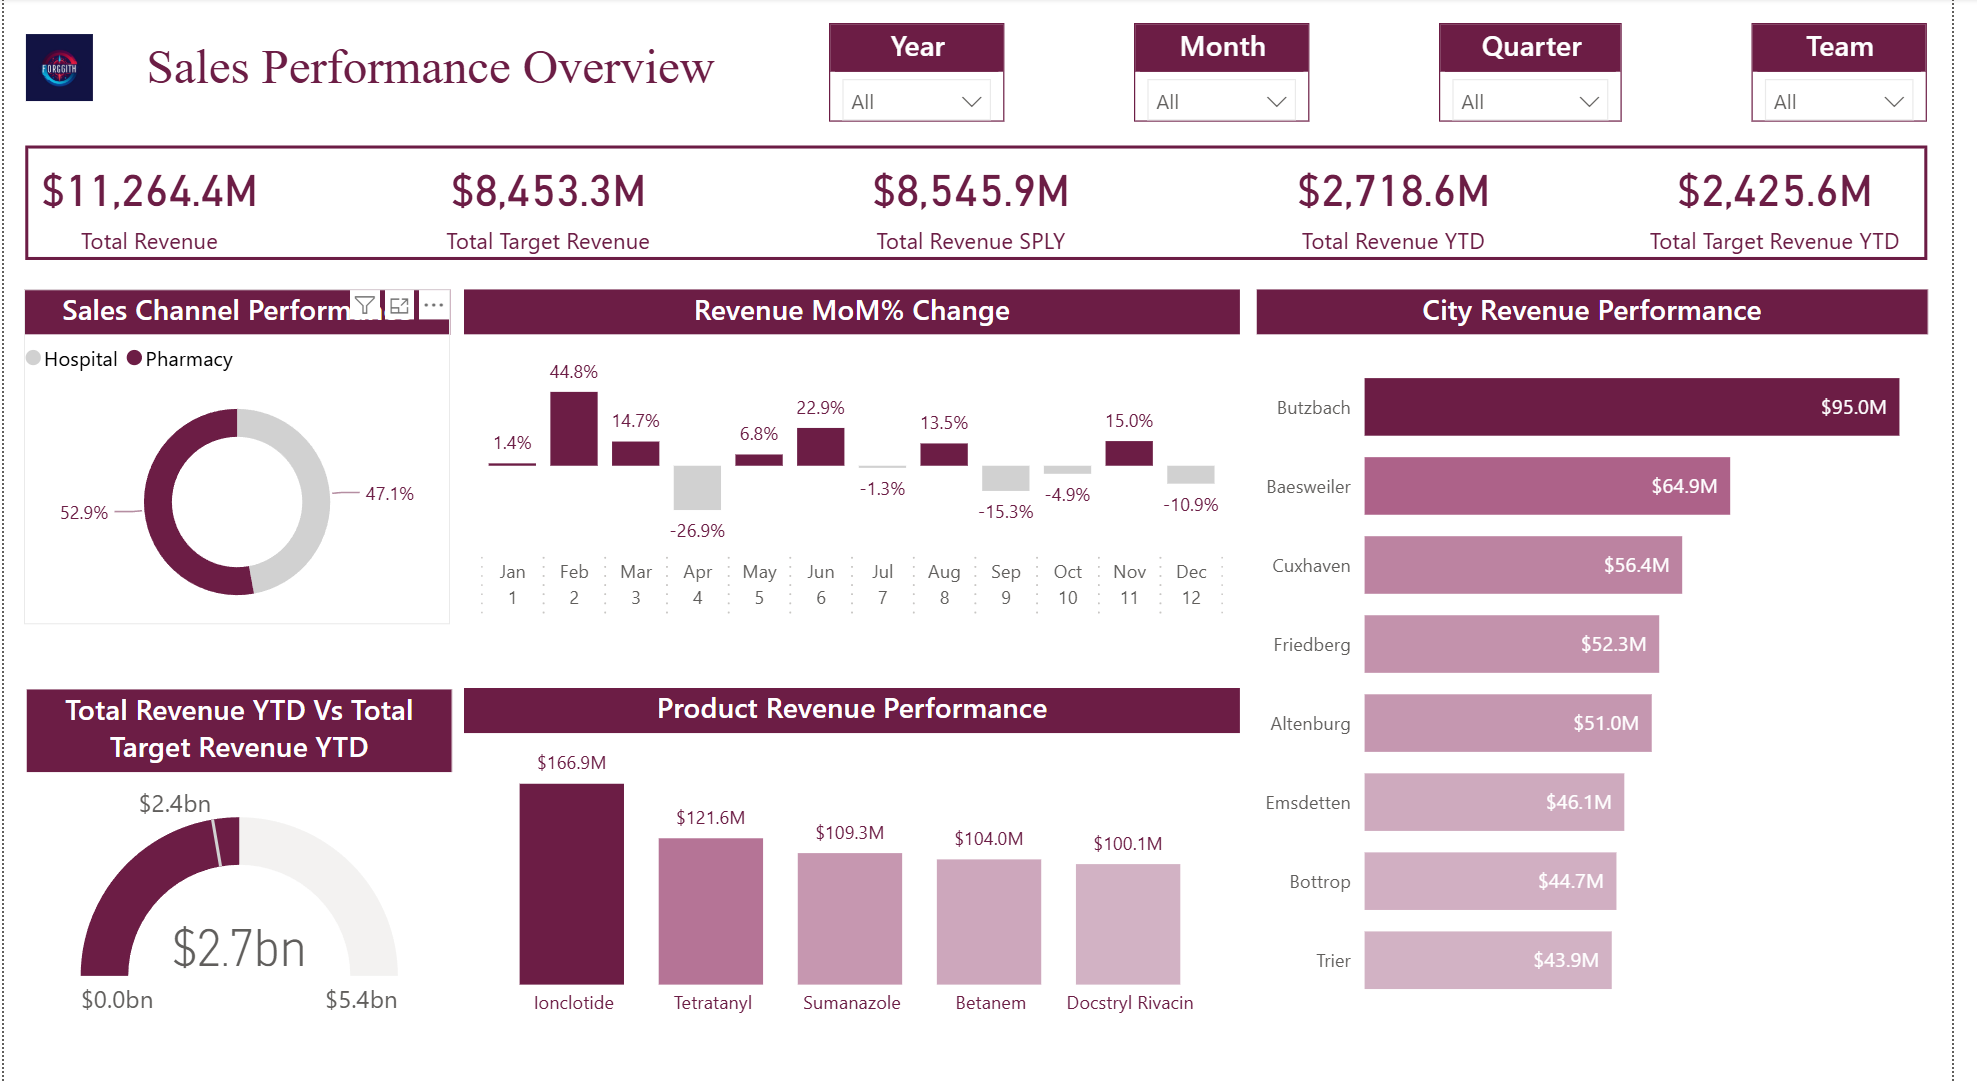 FORGGITH
Sales Performance Overview
Year
All
Month
All
Quarter
All
Team
All
$11,264.4M
Total Revenue
$8,453.3M
Total Target Revenue
$8,545.9M
Total Revenue SPLY
$2,718.6M
Total Revenue YTD
$2,425.6M
Total Target Revenue YTD
Sales Channel
Hospital Pharmacy
52.9%
47.1%
Revenue MoM% Change
1.4%
44.8%
14.7%
-26.9%
6.8%
22.9%
-1.3%
13.5%
-15.3%
-4.9%
15.0%
-10.9%
Jan Feb Mar Apr May Jun Jul Aug Sep Oct Nov Dec
1 2 3 4 5 6 7 8 9 10 11 12
City Revenue Performance
Butzbach $95.0M
Baesweiler $64.9M
Cuxhaven $56.4M
Friedberg $52.3M
Altenburg $51.0M
Emsdetten $46.1M
Bottrop $44.7M
Trier $43.9M
Total Revenue YTD Vs Total
Target Revenue YTD
$2.4bn
$2.7bn
$0.0bn
$5.4bn
Product Revenue Performance
$166.9M
$121.6M
$109.3M
$104.0M
$100.1M
Ionclotide Tetratanyl Sumanazole Betanem Docstryl Rivacin